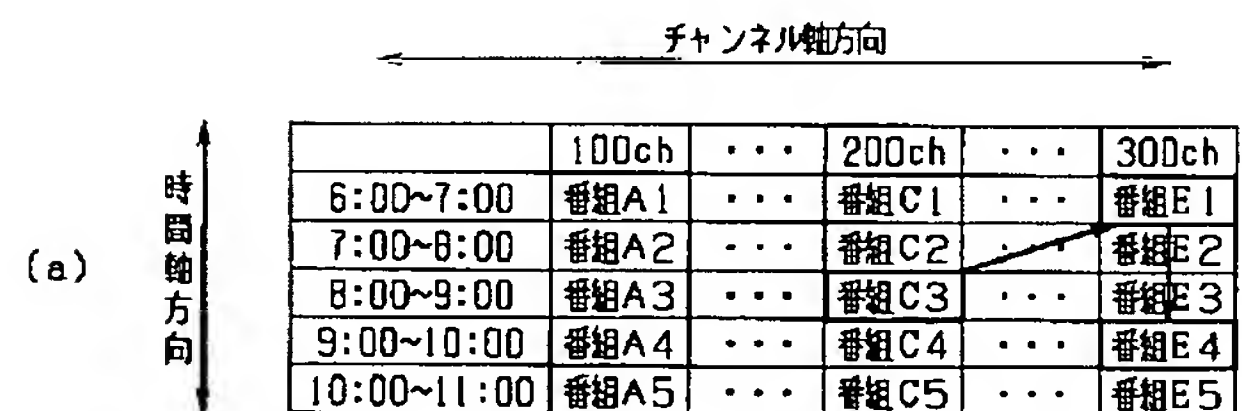 チャンネル軸方向
100ch ・・・ 200ch ・・・ 300ch
6:00~7:00 番組A1 ・・・ 番組C1 ・・・ 番組E1
7:00~8:00 番組A2 ・・・ 番組C2 ・・・ 番組E2
8:00~9:00 番組A3 ・・・ 番組C3 ・・・ 番組E3
9:00~10:00 番組A4 ・・・ 番組C4 ・・・ 番組E4
10:00~11:00 番組A5 ・・・ 番組C5 ・・・ 番組E5
(a)
時間軸方向